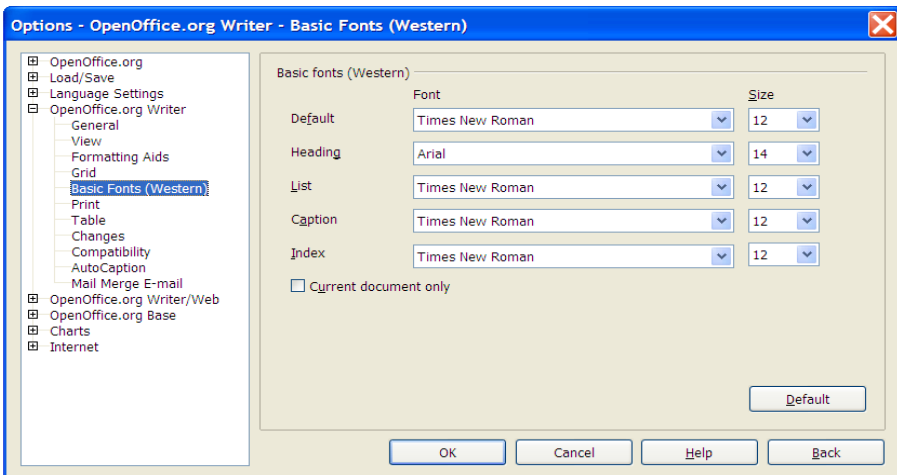 Options - OpenOffice.org Writer - Basic Fonts (Western)
OpenOffice.org
Load/Save
Language Settings
OpenOffice.org Writer
General
View
Formatting Aids
Grid
Basic Fonts (Western)
Print
Table
Changes
Compatibility
AutoCaption
Mail Merge E-mail
OpenOffice.org Writer/Web
OpenOffice.org Base
Charts
Internet
Basic fonts (Western)
Font Size
Default Times New Roman 12
Heading Arial 14
List Times New Roman 12
Caption Times New Roman 12
Index Times New Roman 12
Current document only
Default
OK Cancel Help Back